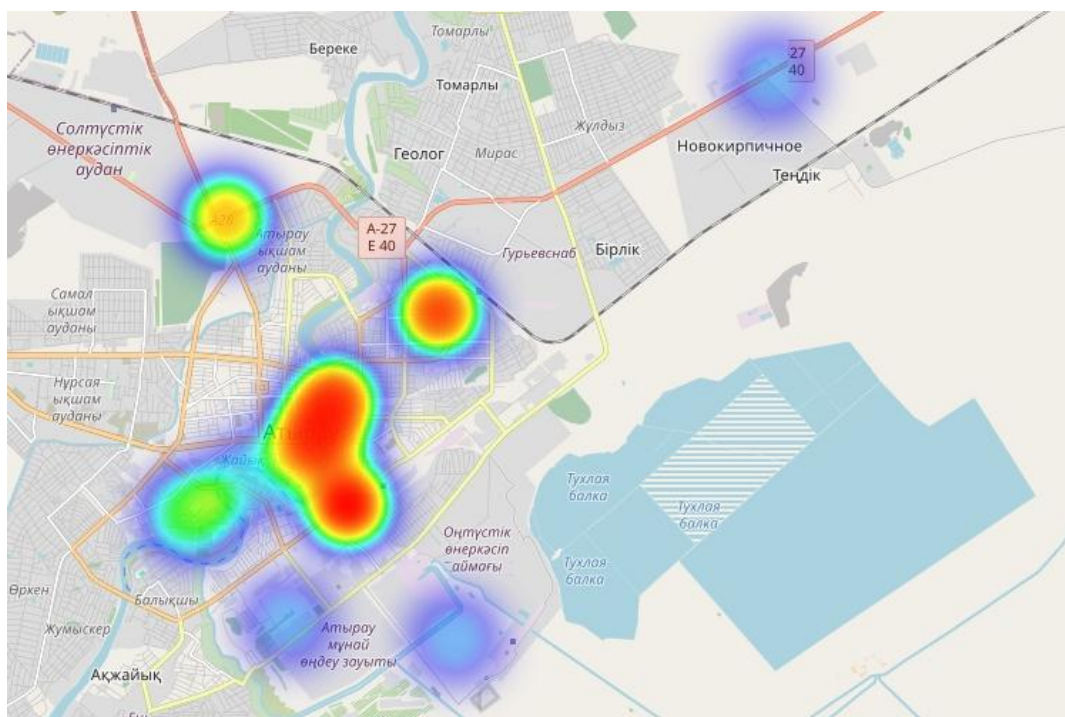 Томарлы
Береке
Томарлы
27
40
Солтүстік
өнеркәсіптік
аудан
Геолог
Мирас
Жұлдыз
Новокирпичное
Теңдік
А28
А-27
Е 40
Атырау
ықшам
ауданы
Гурьевснаб
Бірлік
Самал
ықшам
ауданы
Нұрсая
ықшам
ауданы
Жайық
Тухлая
балка
Тухлая
балка
Оңтүстік
өнеркәсіп
аймағы
Тухлая
балка
Өркен
Балықшы
Жұмыскер
Атырау
мұнай
өңдеу зауыты
Ақжайық